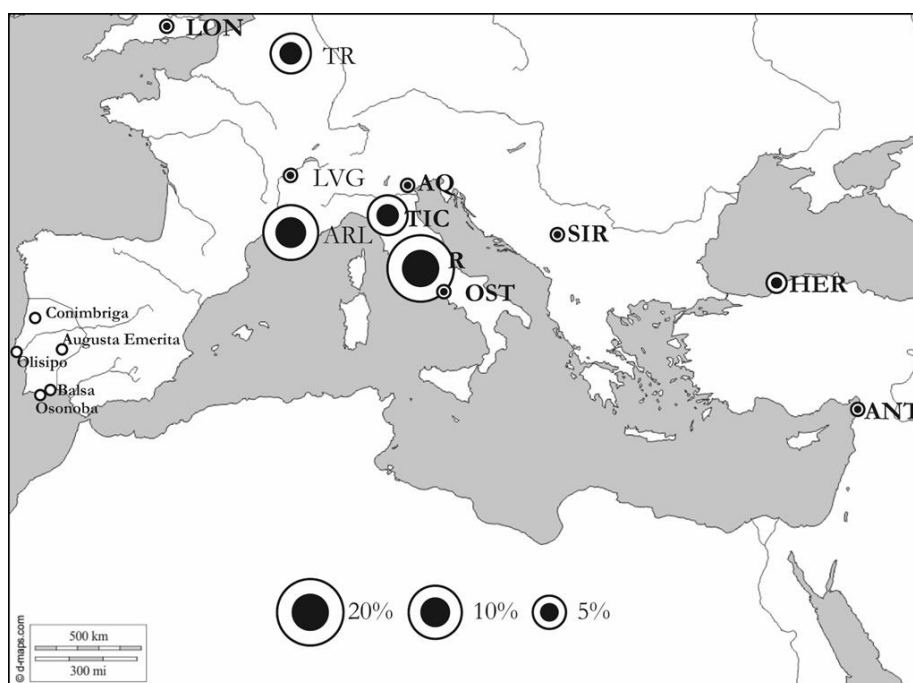 LON
TR
LVG
AQ
TIC
ARL
SIR
R
HER
OST
Conimbriga
Augusta Emerita
Olisipo
Balsa
Osonoba
ANT
20%
10%
5%
500 km
300 mi
© d-maps.com